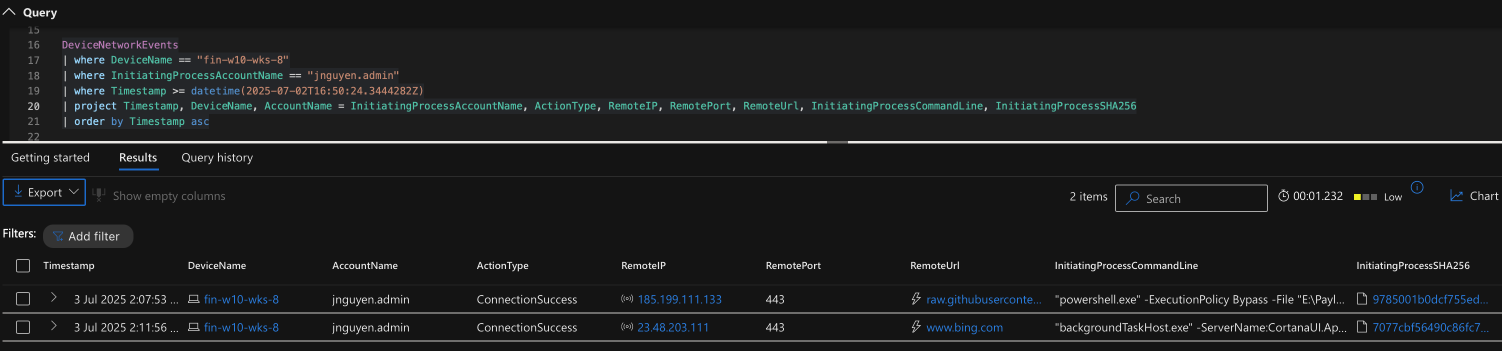 Query
15
16 DeviceNetworkEvents
17 | where DeviceName == "fin-w10-wks-8"
18 | where InitiatingProcessAccountName == "jnguyen.admin"
19 | where Timestamp >= datetime(2025-07-02T16:50:24.3444282Z)
20 | project Timestamp, DeviceName, AccountName = InitiatingProcessAccountName, ActionType, RemoteIP, RemotePort, RemoteUrl, InitiatingProcessCommandLine, InitiatingProcessSHA256
21 | order by Timestamp asc
22
Getting started Results Query history
Export Show empty columns 2 items Search 00:01.232 Low Chart
Filters: Add filter
Timestamp DeviceName AccountName ActionType RemoteIP RemotePort RemoteUrl InitiatingProcessCommandLine InitiatingProcessSHA256
3 Jul 2025 2:07:53 ... fin-w10-wks-8 jnguyen.admin ConnectionSuccess 185.199.111.133 443 raw.githubuserconte... "powershell.exe" -ExecutionPolicy Bypass -File "E:\Payl... 9785001b0dcf755ed...
3 Jul 2025 2:11:56 ... fin-w10-wks-8 jnguyen.admin ConnectionSuccess 23.48.203.111 443 www.bing.com "backgroundTaskHost.exe" -ServerName:CortanaUI.Ap... 7077cbf56490c86fc7...